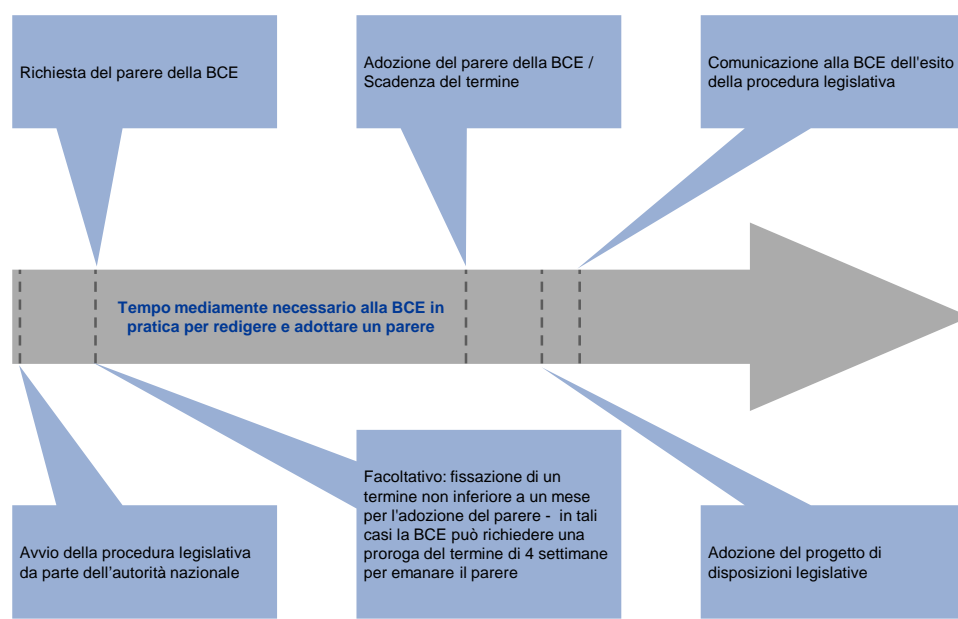 Richiesta del parere della BCE
Adozione del parere della BCE /
Scadenza del termine
Comunicazione alla BCE dell'esito
della procedura legislativa
Tempo mediamente necessario alla BCE in
pratica per redigere e adottare un parere
Avvio della procedura legislativa
da parte dell'autorità nazionale
Facoltativo: fissazione di un
termine non inferiore a un mese
per l'adozione del parere - in tali
casi la BCE può richiedere una
proroga del termine di 4 settimane
per emanare il parere
Adozione del progetto di
disposizioni legislative